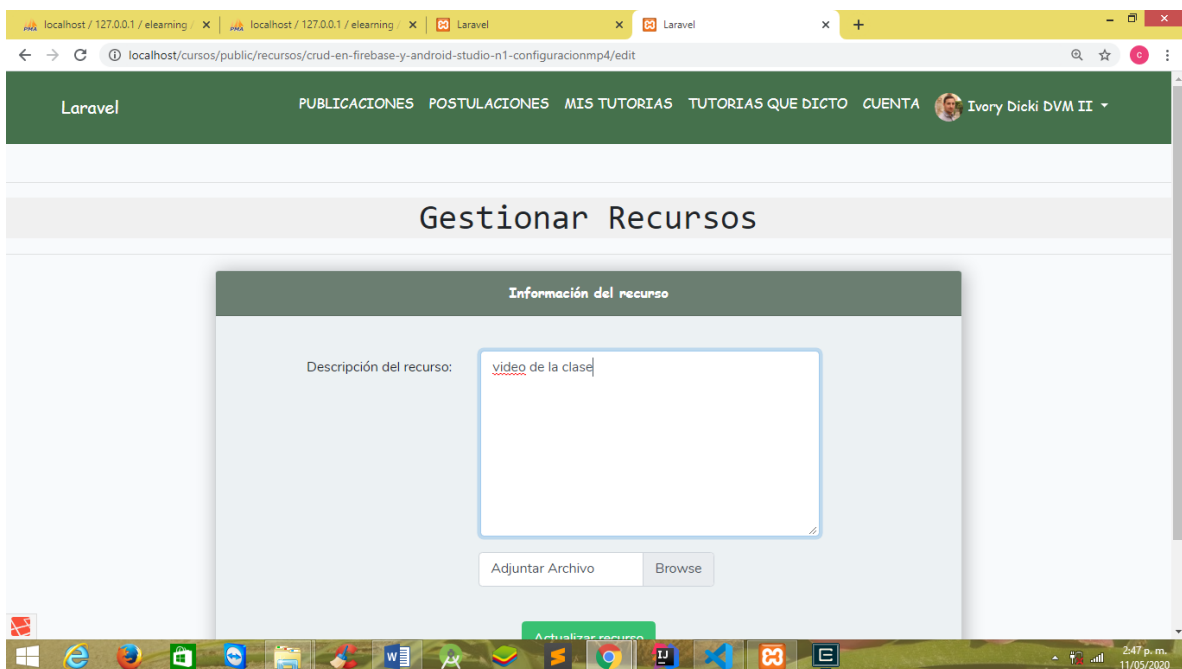 localhost / 127.0.0.1 / elearning /
localhost / 127.0.0.1 / elearning /
Laravel
Laravel
localhost/cursos/public/recursos/crud-en-firebase-y-android-studio-n1-configuracionmp4/edit
c
Laravel
PUBLICACIONES POSTULACIONES MIS TUTORIAS TUTORIAS QUE DICTO CUENTA Ivory Dicki DVM II
Gestionar Recursos
Información del recurso
Descripción del recurso:
video de la clase
Adjuntar Archivo Browse
Actualizar recurso
2:47 p. m.
11/05/2020